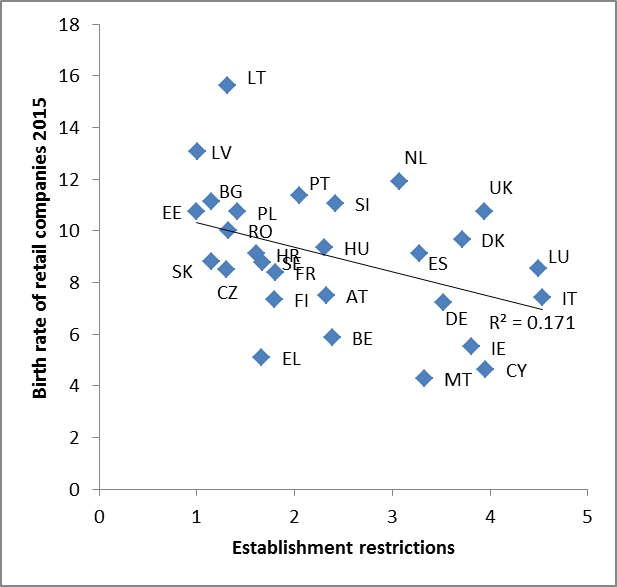 18
16
14
12
10
8
6
4
2
0
Birth rate of retail companies 2015
LT
LV
NL
PT
UK
BG
EE
PL
SI
RO
DK
HR
HU
ES
LU
SE
SK
FR
CZ
FI
AT
IT
DE
R² = 0.171
BE
IE
EL
CY
MT
0 1 2 3 4 5
Establishment restrictions